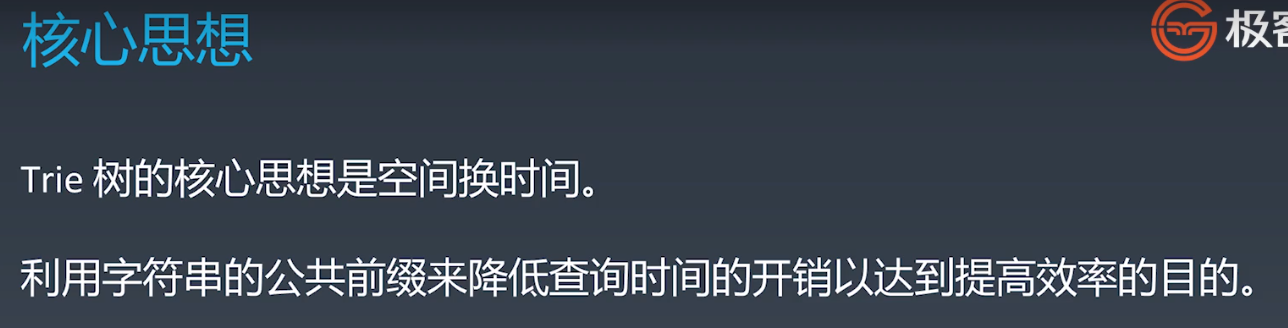 核心思想
极客
Trie 树的核心思想是空间换时间。
利用字符串的公共前缀来降低查询时间的开销以达到提高效率的目的。